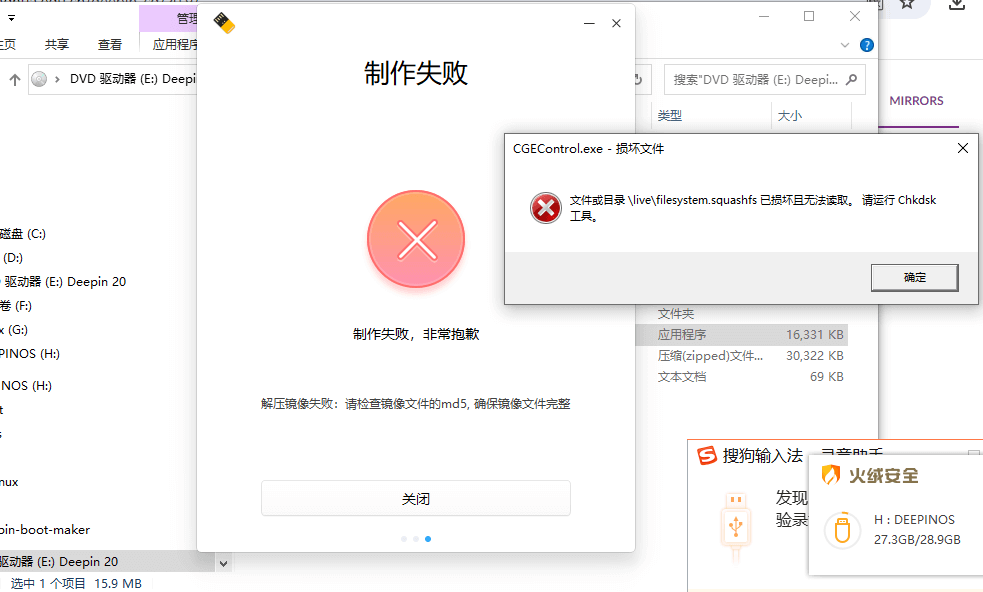 管理
主页 共享 查看 应用程序
DVD 驱动器 (E:) Deepin
搜索"DVD 驱动器 (E:) Deepi...
类型 大小
MIRRORS
制作失败
CGEControl.exe - 损坏文件
文件或目录 \live\filesystem.squashfs 已损坏且无法读取。 请运行 Chkdsk
工具。
确定
磁盘 (C:)
(D:)
驱动器 (E:) Deepin 20
卷 (F:)
x (G:)
PINOS (H:)
NOS (H:)
nux
pin-boot-maker
驱动器 (E:) Deepin 20
选中 1 个项目 15.9 MB
制作失败，非常抱歉
解压镜像失败：请检查镜像文件的md5, 确保镜像文件完整
关闭
文件夹
应用程序 16,331 KB
压缩(zipped)文件... 30,322 KB
文本文档 69 KB
搜狗输入法
发现
验录
火绒安全
H : DEEPINOS
27.3GB/28.9GB